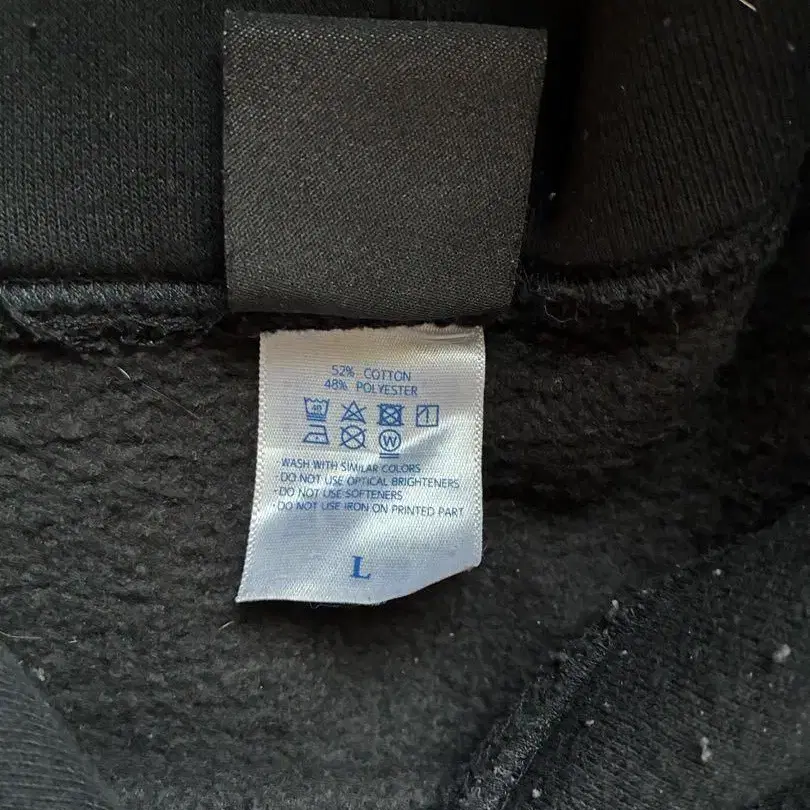 52% COTTON
48% POLYESTER
40
W
WASH WITH SIMILAR COLORS
·DO NOT USE OPTICAL BRIGHTENERS
·DO NOT USE SOFTENERS
·DO NOT USE IRON ON PRINTED PART
L